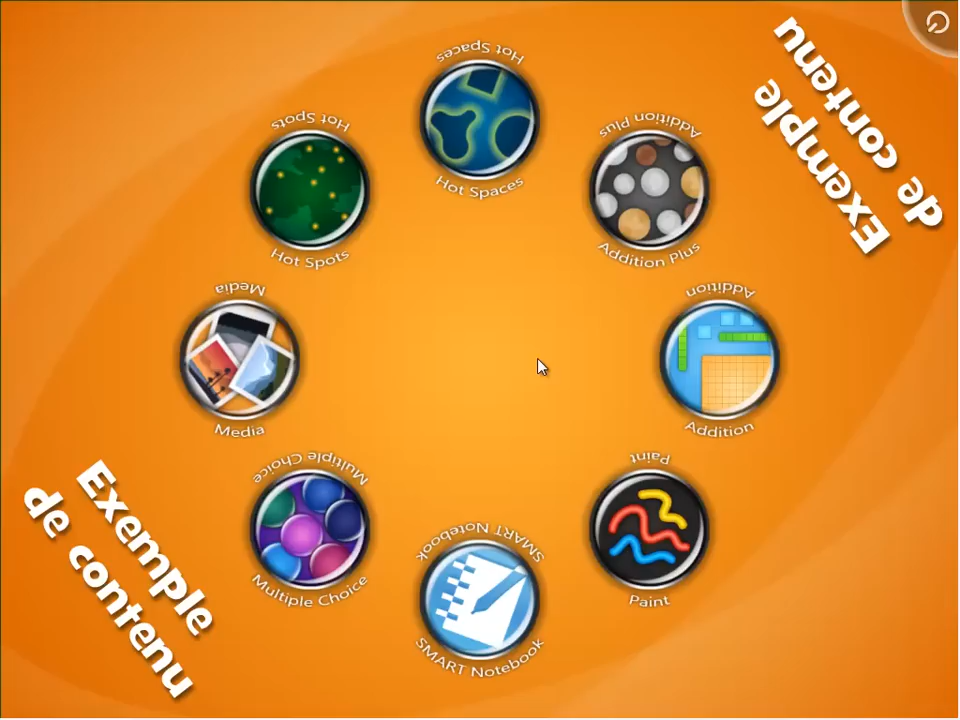 Hot Spaces
Hot Spaces
Hot Spots
Hot Spots
Addition Plus
Addition Plus
Exemple
de contenu
Media
Media
Addition
Addition
Multiple Choice
Multiple Choice
Paint
Paint
SMART Notebook
SMART Notebook
Exemple
de contenu